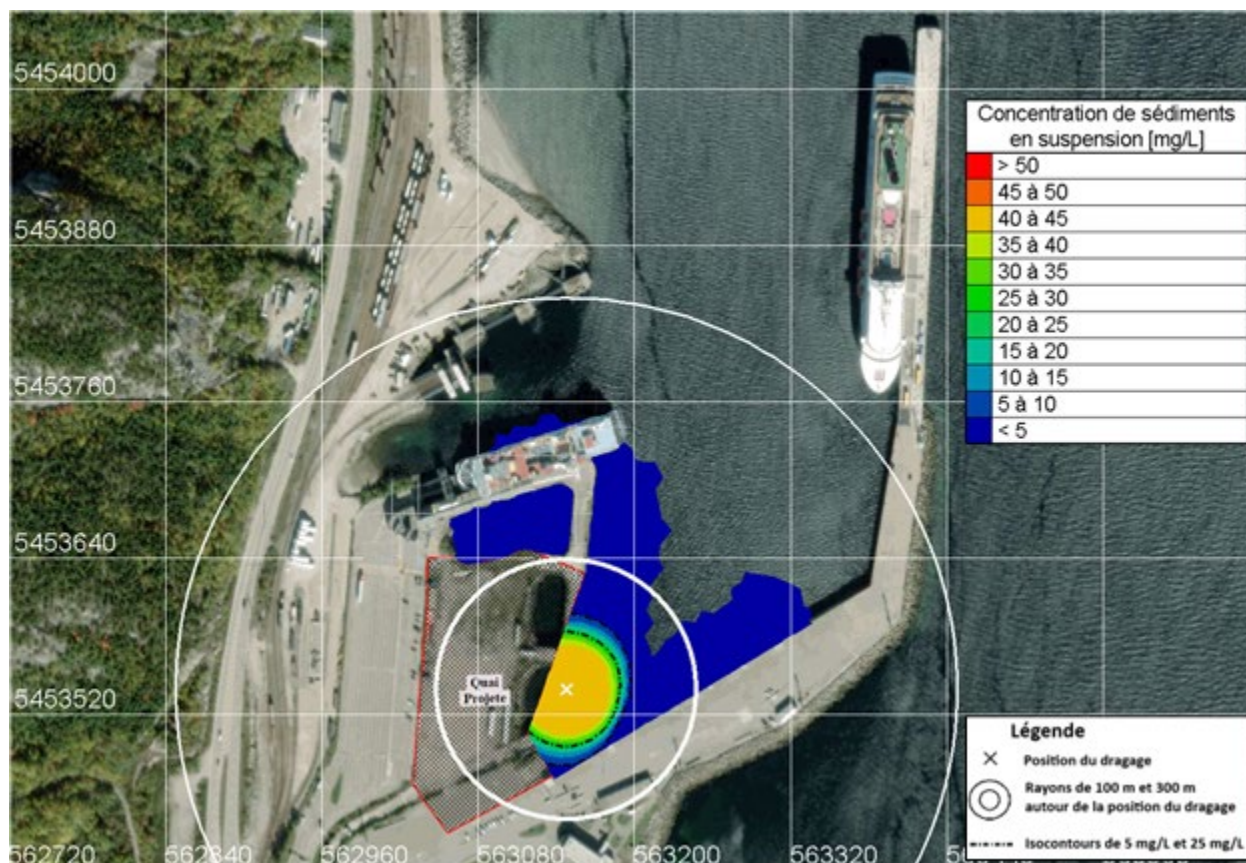 5454000
5453880
5453760
5453640
5453520
Concentration de sédiments
en suspension [mg/L]
> 50
45 à 50
40 à 45
35 à 40
30 à 35
25 à 30
20 à 25
15 à 20
10 à 15
5 à 10
< 5
Quai
Projete
Légende
Position du dragage
Rayons de 100 m et 300 m
autour de la position du dragage
Isocontours de 5 mg/L et 25 mg/L
562720 562840 562960 563080 563200 563320